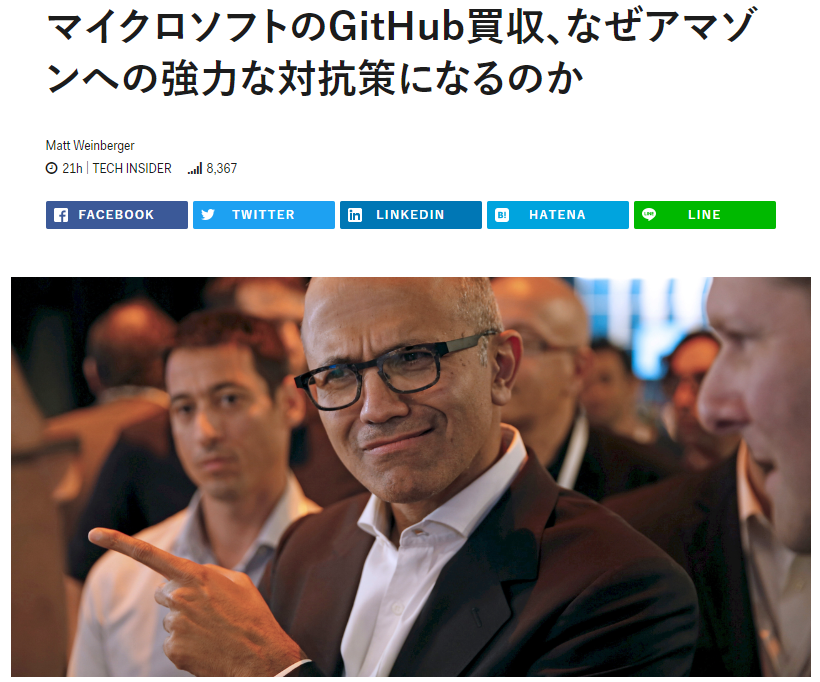 マイクロソフトのGitHub買収、なぜアマゾ
ンへの強力な対抗策になるのか
Matt Weinberger
21h | TECH INSIDER 8,367
FACEBOOK TWITTER LINKEDIN B! HATENA LINE LINE